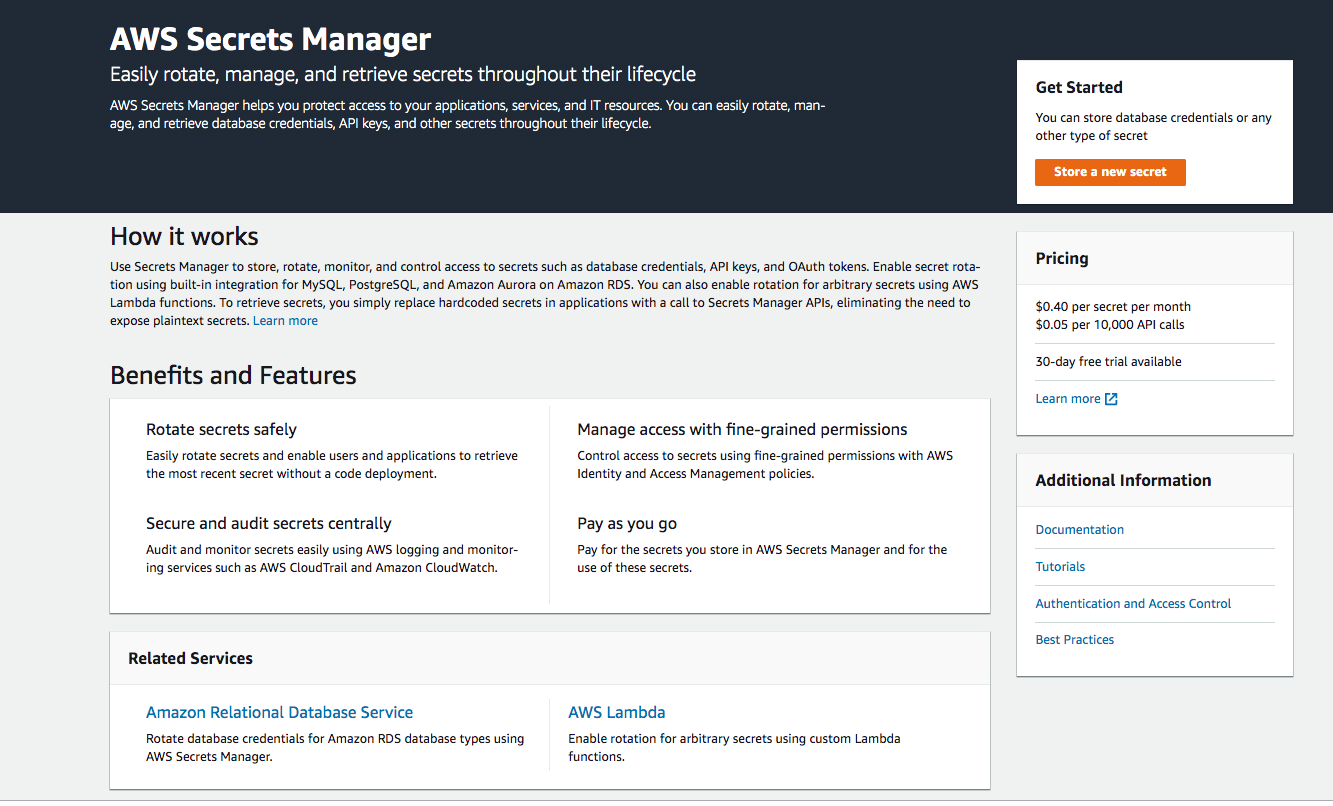 AWS Secrets Manager
Easily rotate, manage, and retrieve secrets throughout their lifecycle
AWS Secrets Manager helps you protect access to your applications, services, and IT resources. You can easily rotate, man-
age, and retrieve database credentials, API keys, and other secrets throughout their lifecycle.
Get Started
You can store database credentials or any
other type of secret
Store a new secret
How it works
Use Secrets Manager to store, rotate, monitor, and control access to secrets such as database credentials, API keys, and OAuth tokens. Enable secret rota-
tion using built-in integration for MySQL, PostgreSQL, and Amazon Aurora on Amazon RDS. You can also enable rotation for arbitrary secrets using AWS
Lambda functions. To retrieve secrets, you simply replace hardcoded secrets in applications with a call to Secrets Manager APIs, eliminating the need to
expose plaintext secrets. Learn more
Benefits and Features
Rotate secrets safely
Easily rotate secrets and enable users and applications to retrieve
the most recent secret without a code deployment.
Manage access with fine-grained permissions
Control access to secrets using fine-grained permissions with AWS
Identity and Access Management policies.
Secure and audit secrets centrally
Audit and monitor secrets easily using AWS logging and monitor-
ing services such as AWS CloudTrail and Amazon CloudWatch.
Pay as you go
Pay for the secrets you store in AWS Secrets Manager and for the
use of these secrets.
Related Services
Amazon Relational Database Service
Rotate database credentials for Amazon RDS database types using
AWS Secrets Manager.
AWS Lambda
Enable rotation for arbitrary secrets using custom Lambda
functions.
Pricing
$0.40 per secret per month
$0.05 per 10,000 API calls
30-day free trial available
Learn more
Additional Information
Documentation
Tutorials
Authentication and Access Control
Best Practices